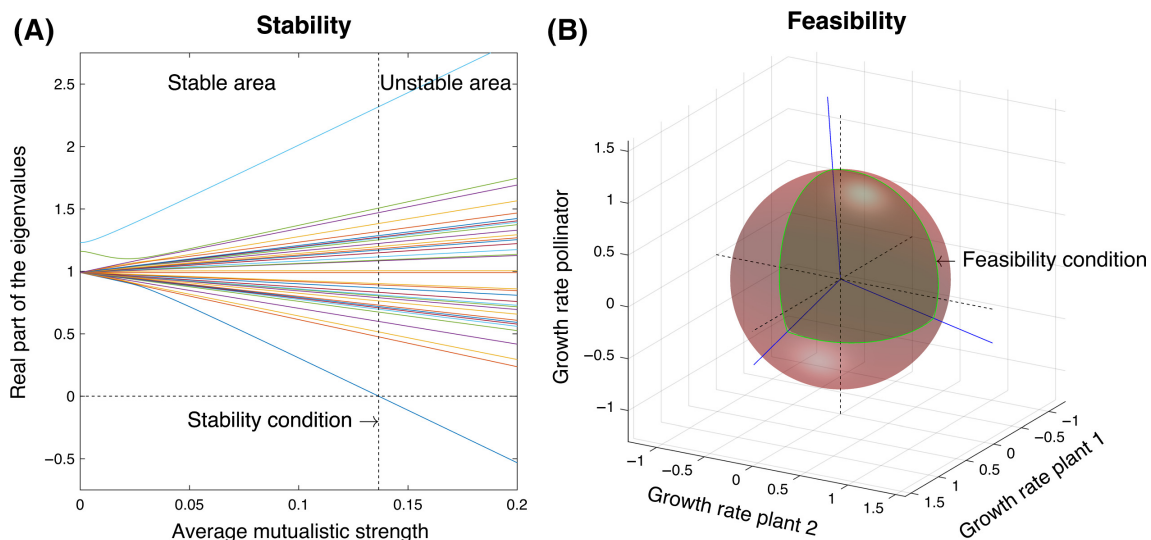 (A)
Stability
Stable area
Unstable area
Real part of the eigenvalues
2.5
2
1.5
1
0.5
0
−0.5
Stability condition →
0
0.05
0.1
0.15
0.2
Average mutualistic strength
(B)
Feasibility
Growth rate pollinator
1.5
1
0.5
0
−0.5
−1
← Feasibility condition
−1
−0.5
0
0.5
1
1.5
Growth rate plant 2
−1
−0.5
0
0.5
1
1.5
Growth rate plant 1